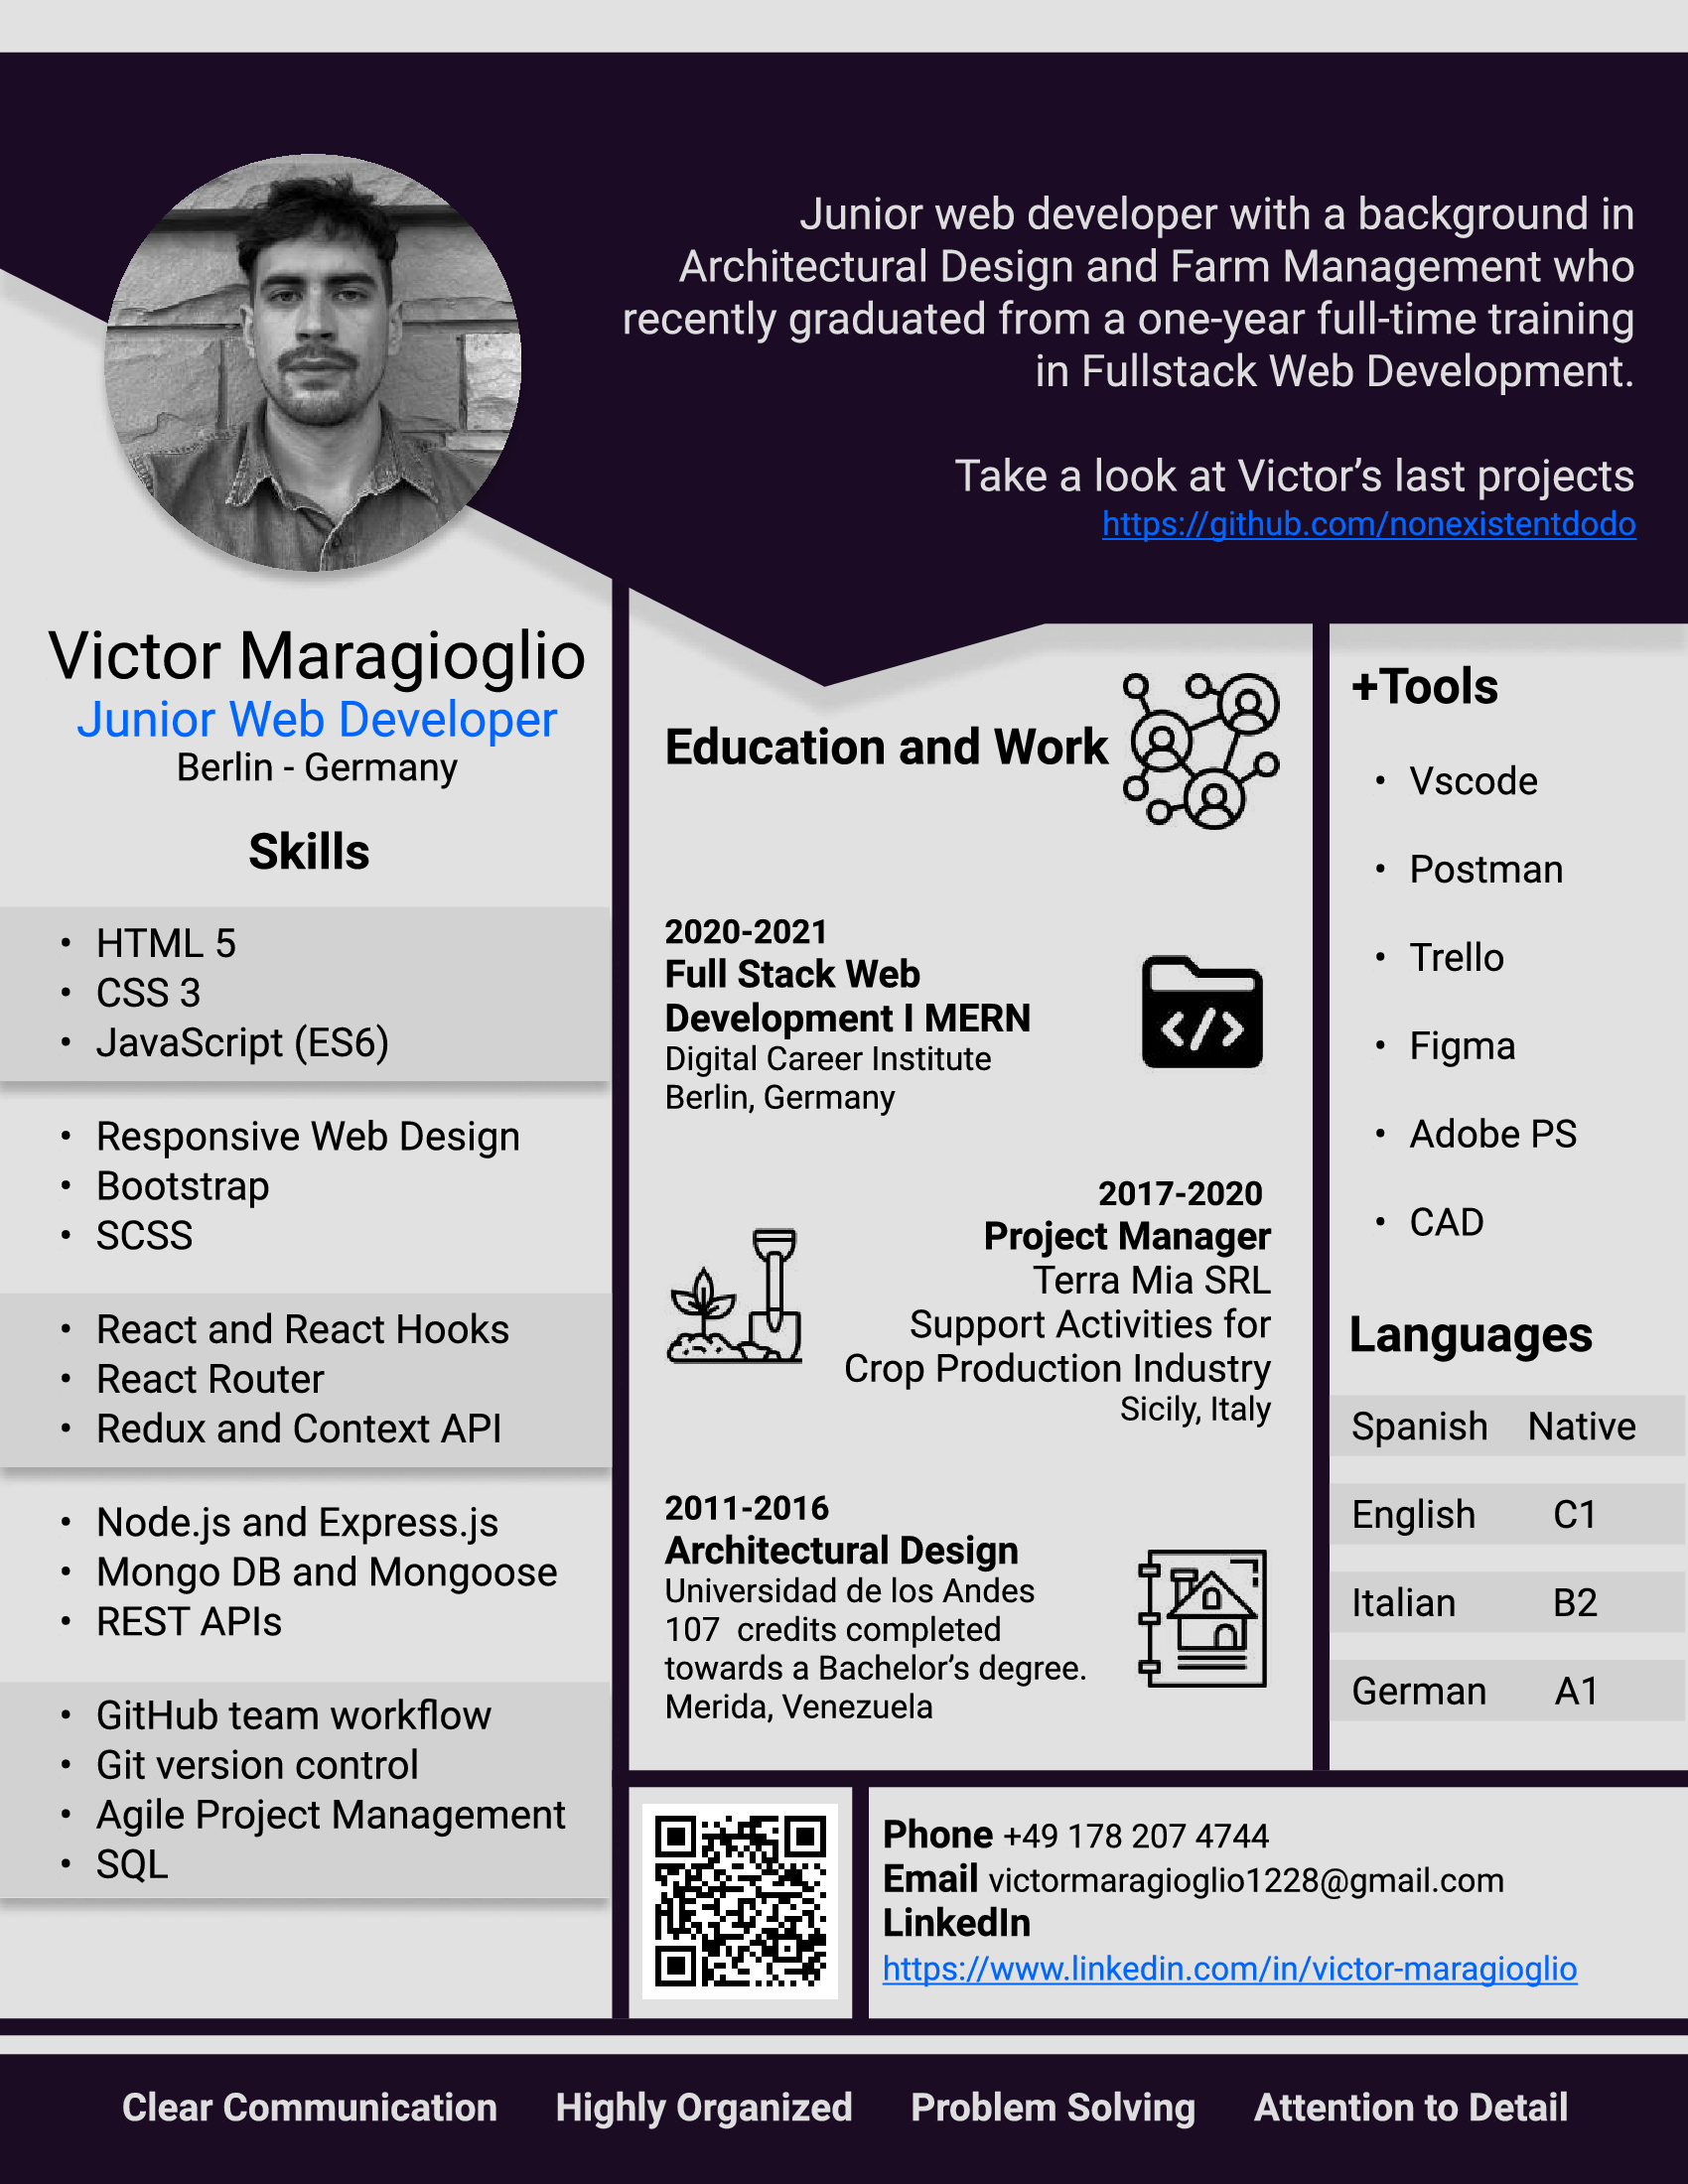 Junior web developer with a background in
Architectural Design and Farm Management who
recently graduated from a one-year full-time training
in Fullstack Web Development.
Take a look at Victor’s last projects
https://github.com/nonexistentdodo
Victor Maragioglio
Junior Web Developer
Berlin - Germany
Skills
• HTML 5
• CSS 3
• JavaScript (ES6)
• Responsive Web Design
• Bootstrap
• SCSS
• React and React Hooks
• React Router
• Redux and Context API
• Node.js and Express.js
• Mongo DB and Mongoose
• REST APIs
• GitHub team workflow
• Git version control
• Agile Project Management
• SQL
Education and Work
2020-2021
Full Stack Web
Development I MERN
Digital Career Institute
Berlin, Germany
2017-2020
Project Manager
Terra Mia SRL
Support Activities for
Crop Production Industry
Sicily, Italy
2011-2016
Architectural Design
Universidad de los Andes
107 credits completed
towards a Bachelor’s degree.
Merida, Venezuela
+Tools
• Vscode
• Postman
• Trello
• Figma
• Adobe PS
• CAD
Languages
Spanish Native
English C1
Italian B2
German A1
Phone +49 178 207 4744
Email victormaragioglio1228@gmail.com
LinkedIn
https://www.linkedin.com/in/victor-maragioglio
Clear Communication Highly Organized Problem Solving Attention to Detail